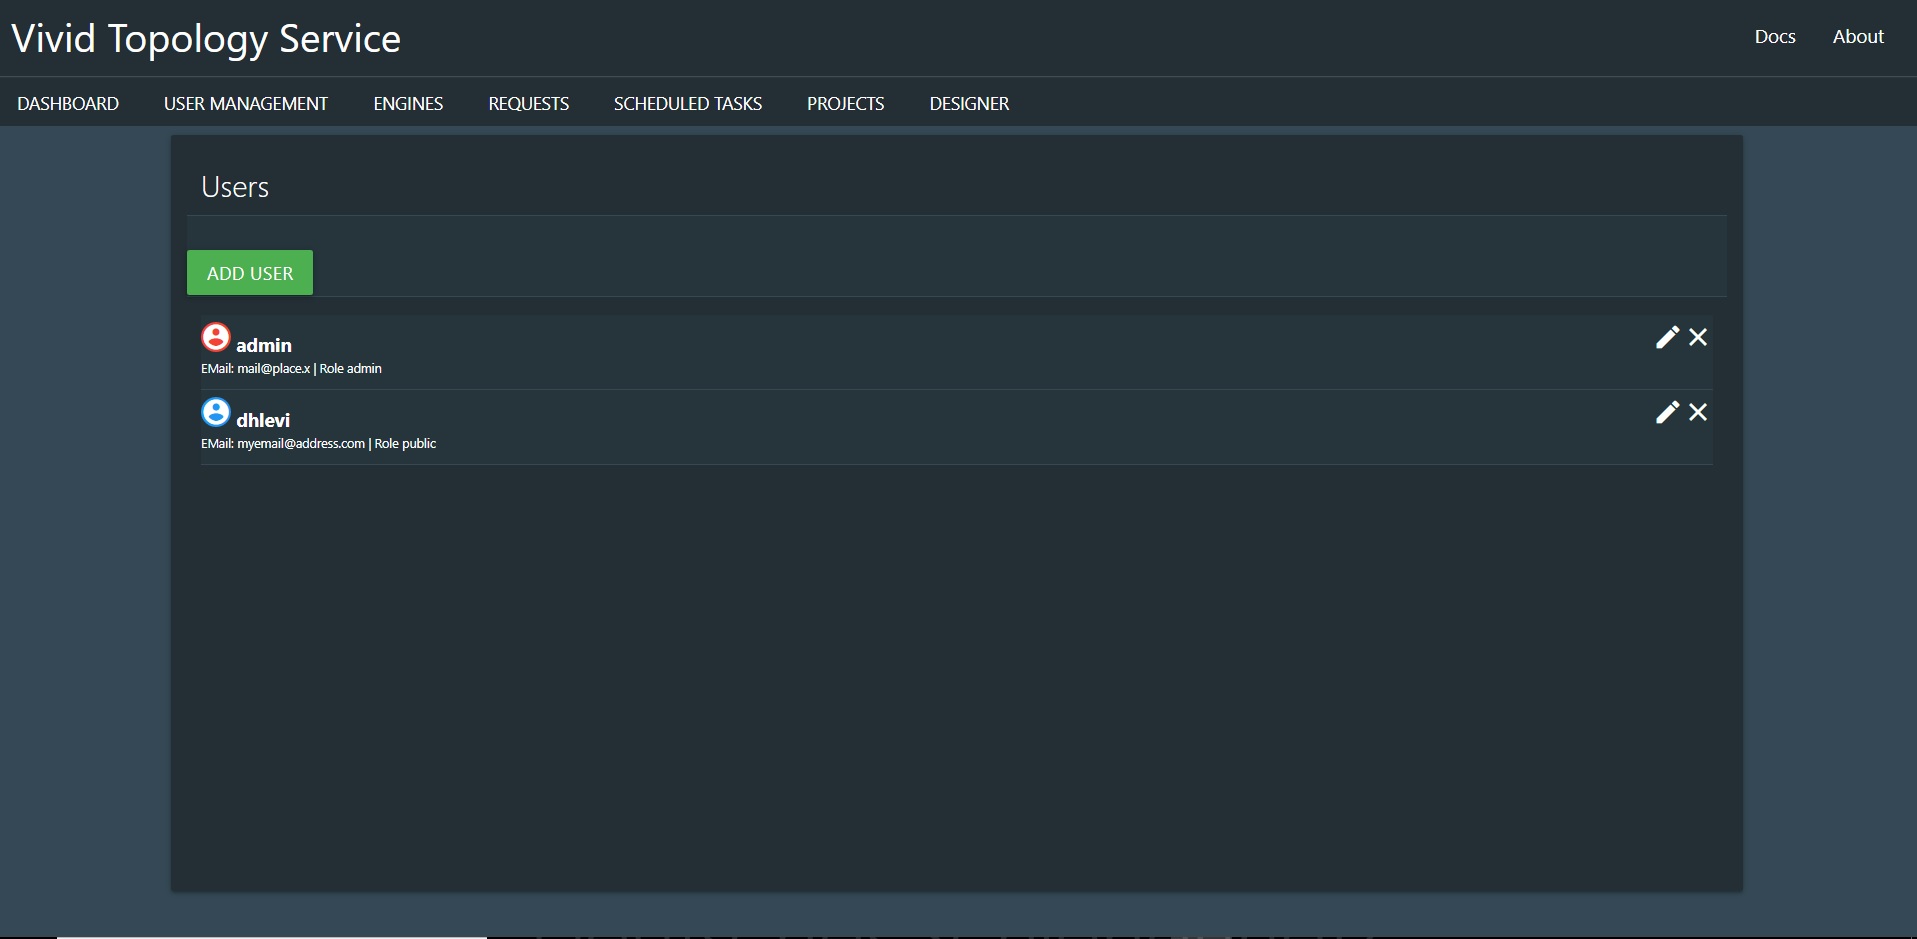 Vivid Topology Service
Docs About
DASHBOARD USER MANAGEMENT ENGINES REQUESTS SCHEDULED TASKS PROJECTS DESIGNER
Users
ADD USER
admin
EMail: mail@place.x | Role admin
dhlevi
EMail: myemail@address.com | Role public